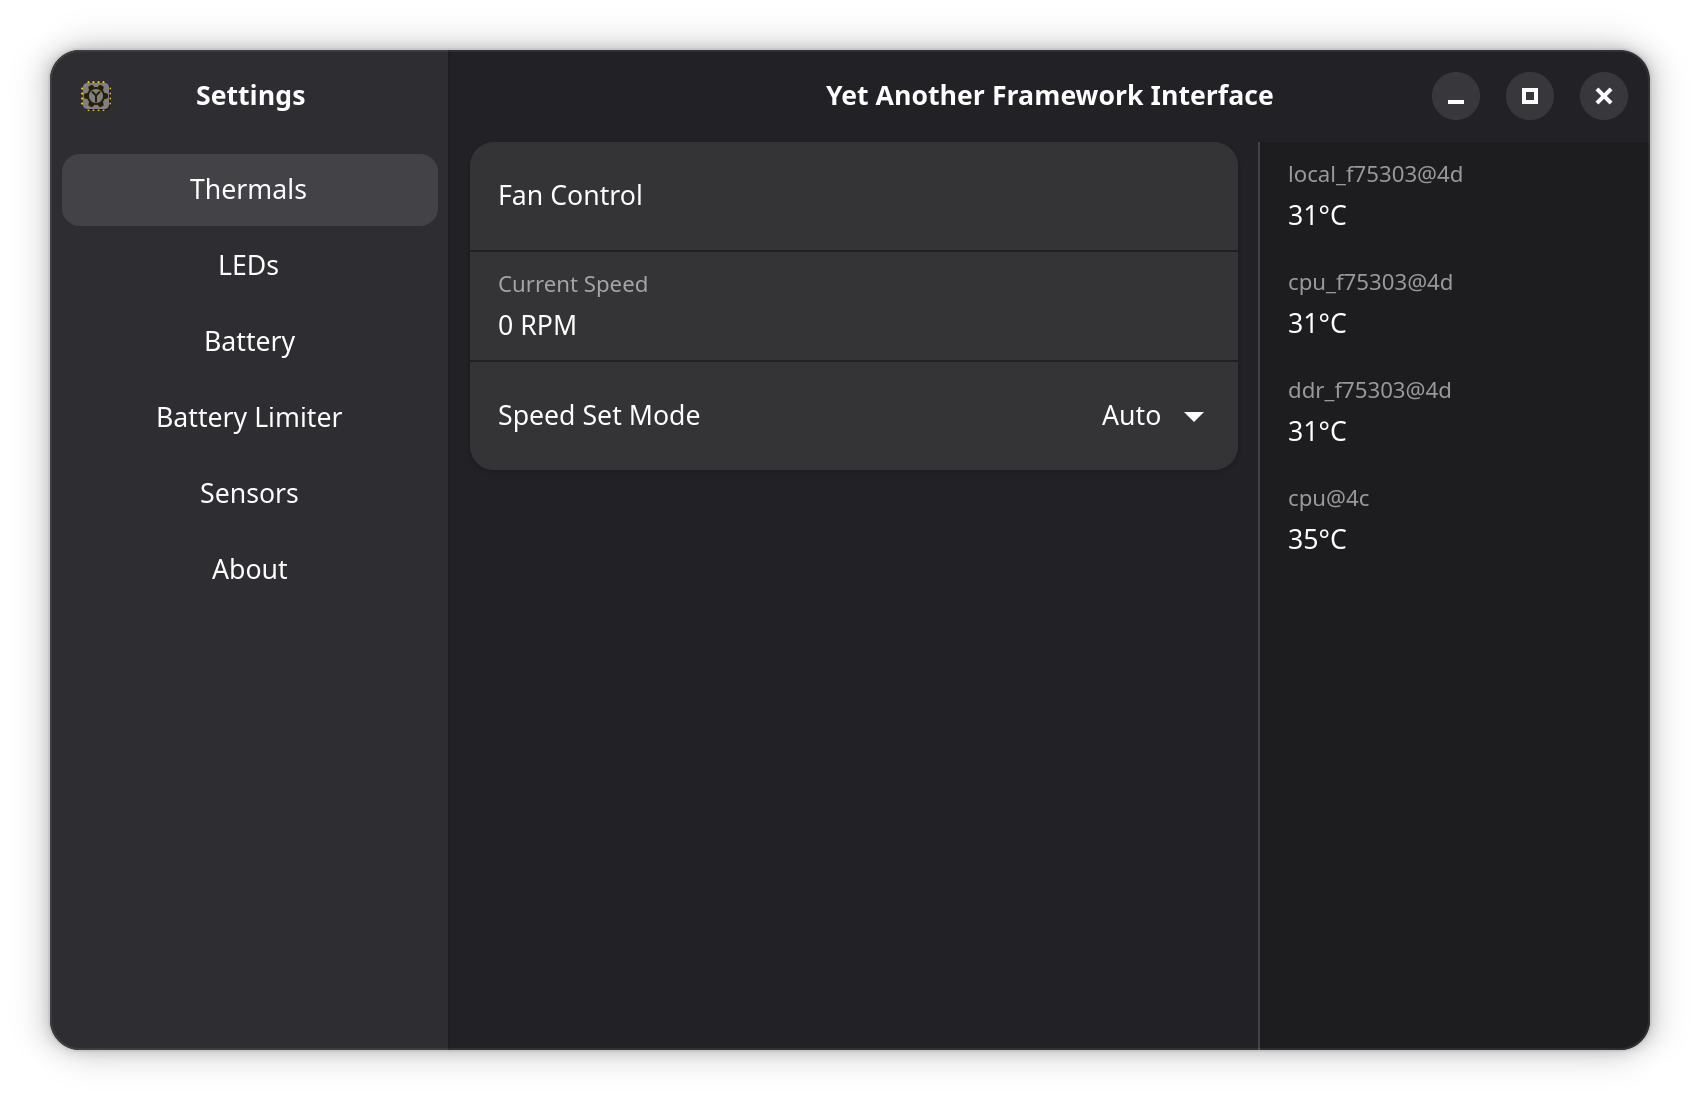 Settings
Thermals
LEDs
Battery
Battery Limiter
Sensors
About
Yet Another Framework Interface
Fan Control
Current Speed
0 RPM
Speed Set Mode
Auto
local_f75303@4d
31°C
cpu_f75303@4d
31°C
ddr_f75303@4d
31°C
cpu@4c
35°C